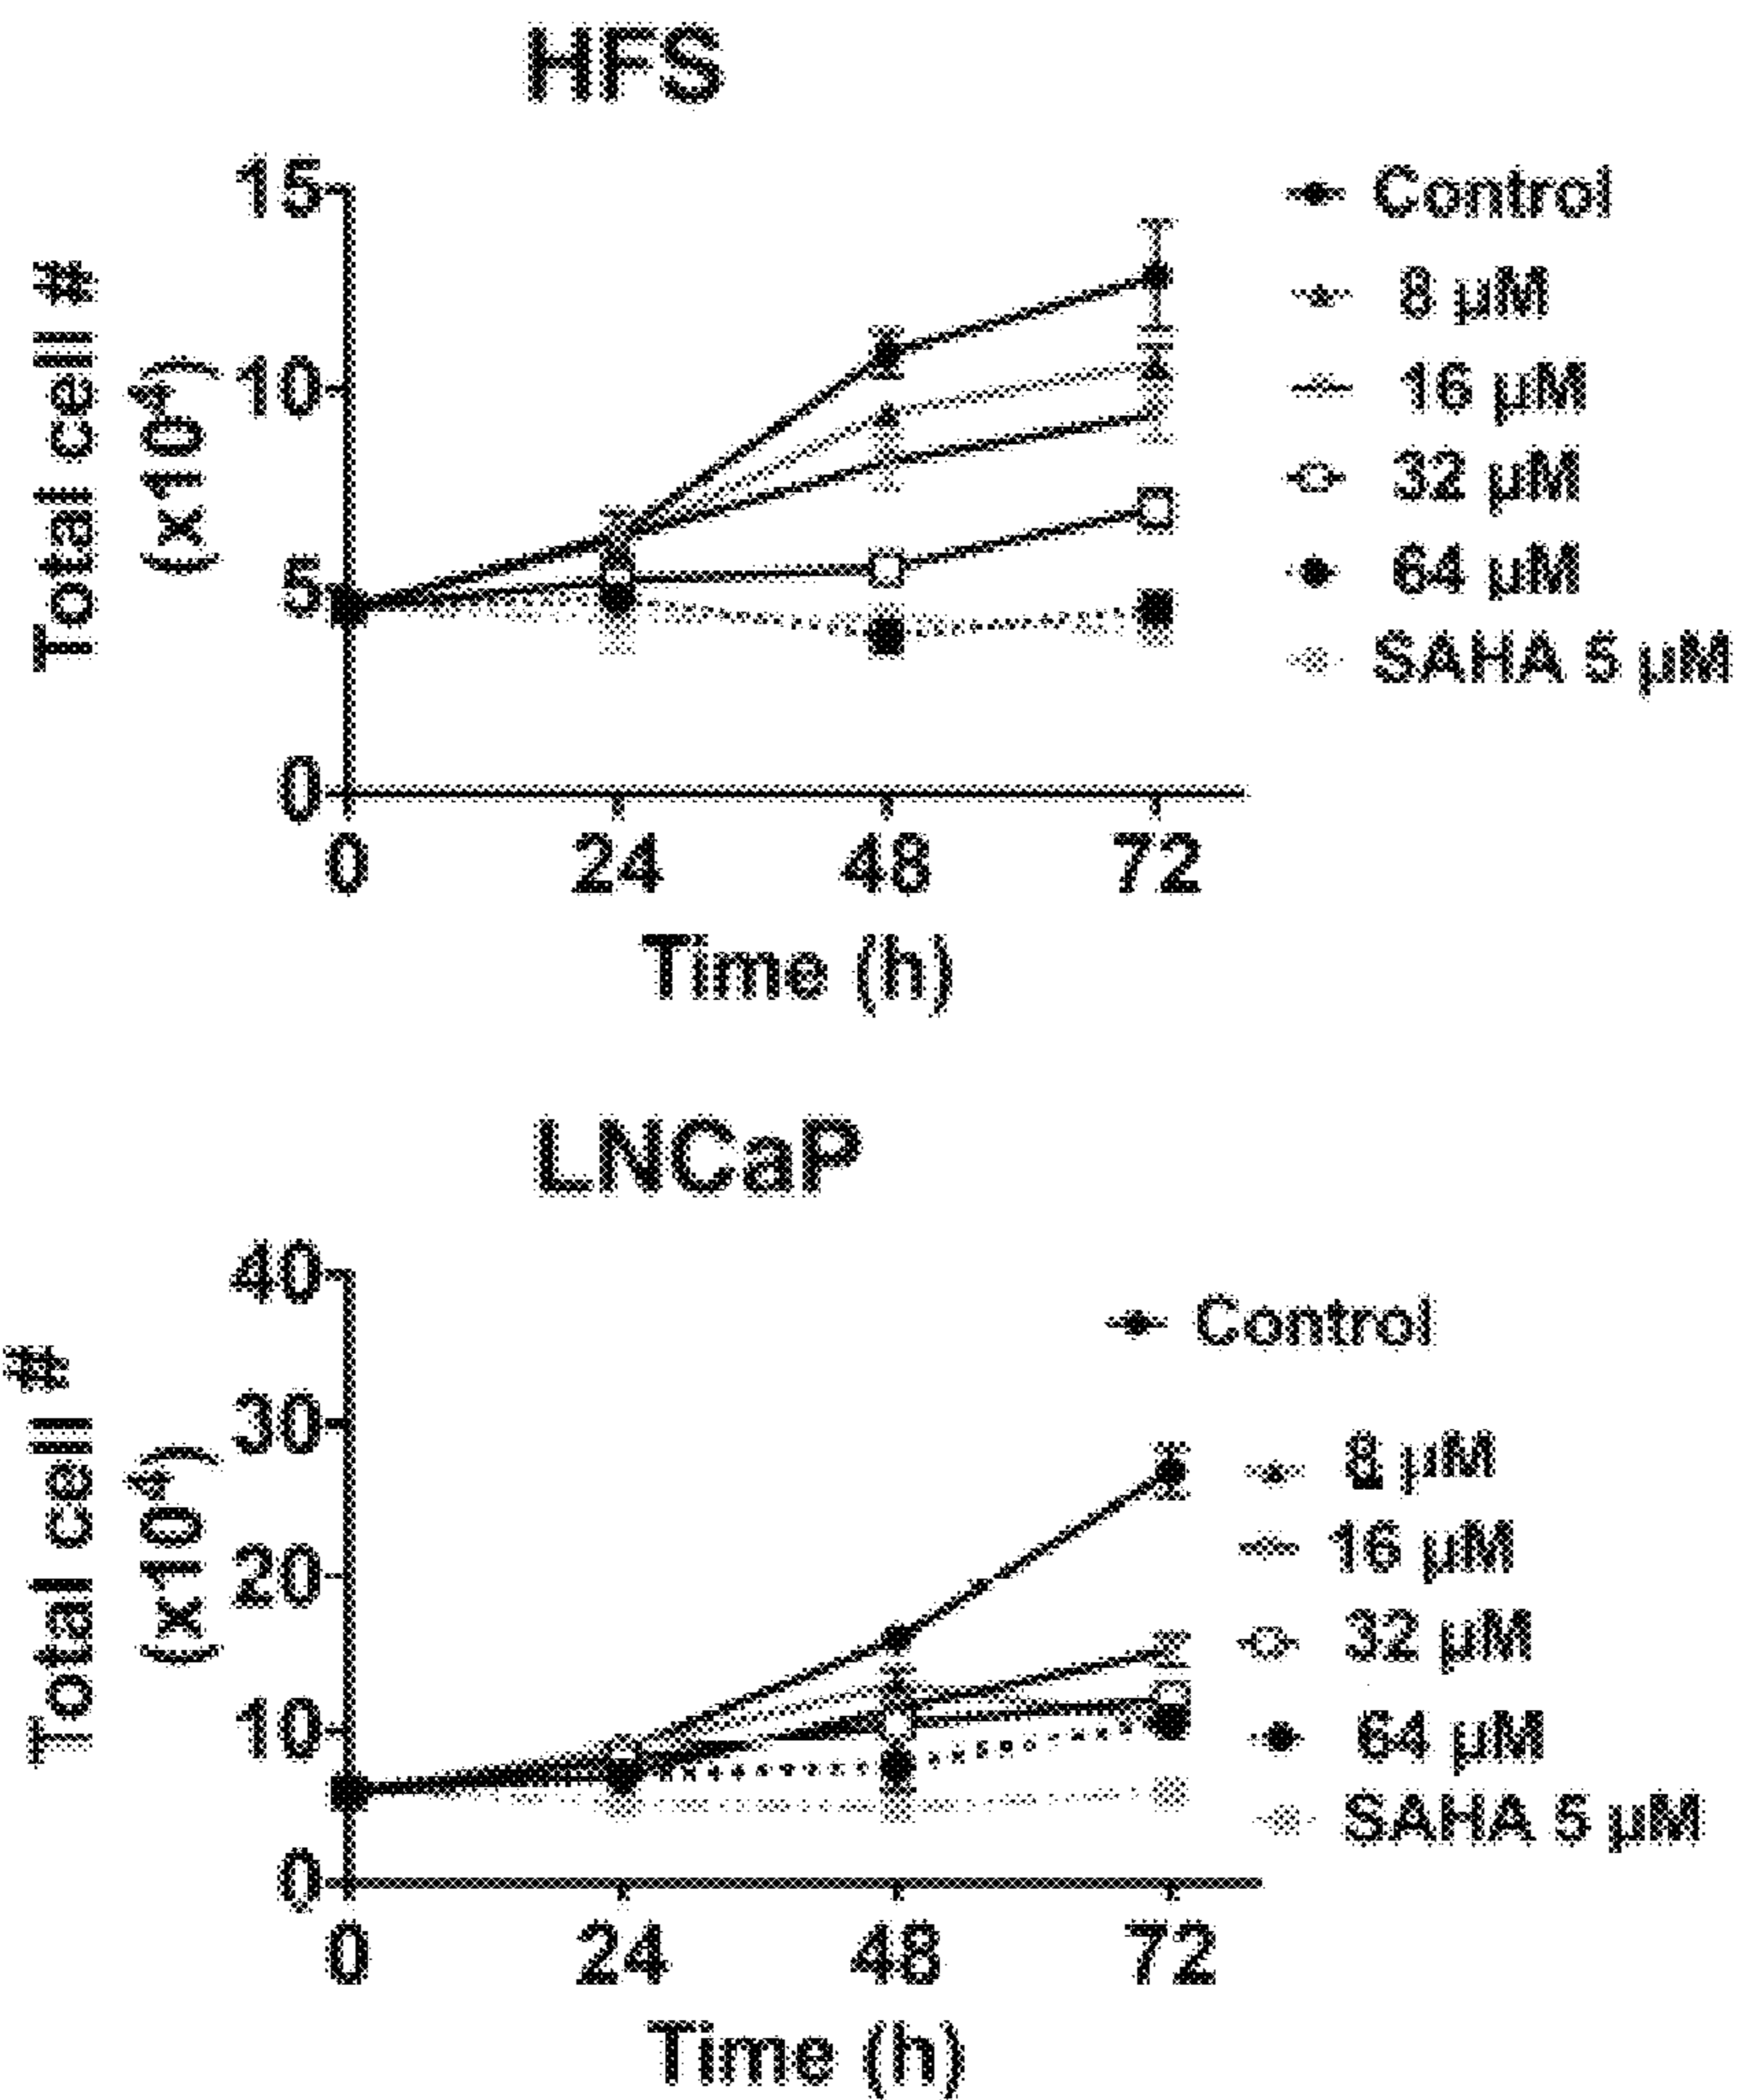 HFS
15
10
5
0
Total cell #
(x10⁴)
0 24 48 72
Time (h)
Control
8 µM
16 µM
32 µM
64 µM
SAHA 5 µM
LNCaP
40
30
20
10
0
Total cell #
(x10⁴)
0 24 48 72
Time (h)
Control
8 µM
16 µM
32 µM
64 µM
SAHA 5 µM